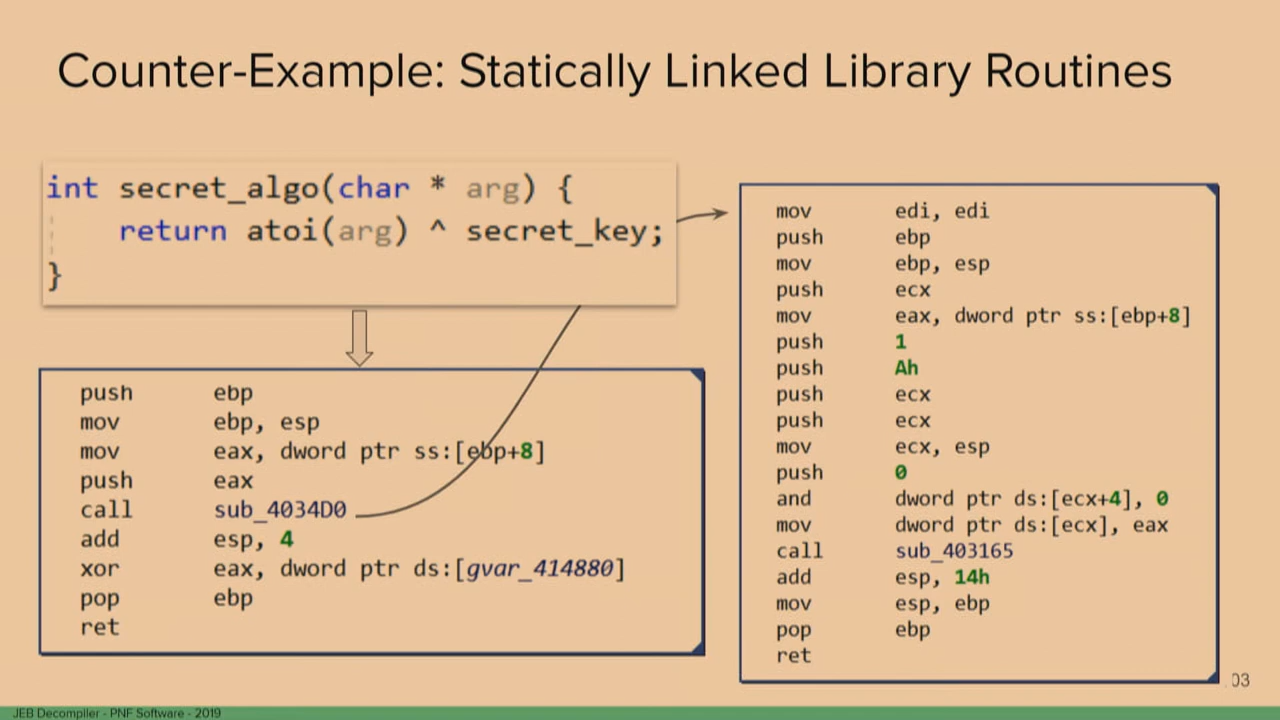 Counter-Example: Statically Linked Library Routines
int secret_algo(char * arg) {
return atoi(arg) ^ secret_key;
}
push ebp
mov ebp, esp
mov eax, dword ptr ss:[ebp+8]
push eax
call sub_4034D0
add esp, 4
xor eax, dword ptr ds:[gvar_414880]
pop ebp
ret
mov edi, edi
push ebp
mov ebp, esp
push ecx
mov eax, dword ptr ss:[ebp+8]
push 1
push Ah
push ecx
push ecx
mov ecx, esp
push 0
and dword ptr ds:[ecx+4], 0
mov dword ptr ds:[ecx], eax
call sub_403165
add esp, 14h
mov esp, ebp
pop ebp
ret
JEB Decompiler - PNF Software - 2019